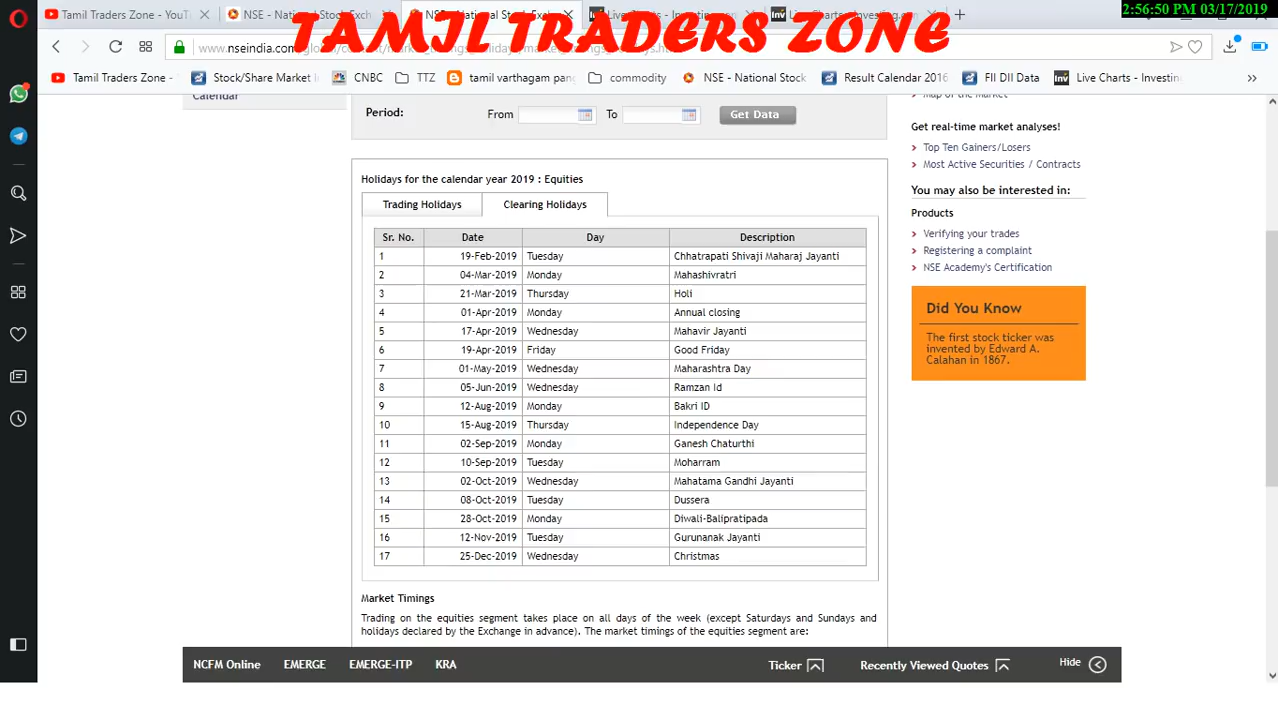 2:56:50 PM 03/17/2019
Tamil Traders Zone - YouT
NSE - National Stock Exch
NSE - National Stock Exch
Live Charts - Investing.com
Live Charts - Investing.com
TAMIL TRADERS ZONE
www.nseindia.com
Tamil Traders Zone -
Stock/Share Market I
CNBC
TTZ
tamil varthagam pan
commodity
NSE - National Stock
Result Calendar 2016
FII DII Data
Live Charts - Investin
Calendar
Period:
From
To
Get Data
Holidays for the calendar year 2019 : Equities
Trading Holidays
Clearing Holidays
Sr. No. Date Day Description
1 19-Feb-2019 Tuesday Chhatrapati Shivaji Maharaj Jayanti
2 04-Mar-2019 Monday Mahashivratri
3 21-Mar-2019 Thursday Holi
4 01-Apr-2019 Monday Annual closing
5 17-Apr-2019 Wednesday Mahavir Jayanti
6 19-Apr-2019 Friday Good Friday
7 01-May-2019 Wednesday Maharashtra Day
8 05-Jun-2019 Wednesday Ramzan Id
9 12-Aug-2019 Monday Bakri ID
10 15-Aug-2019 Thursday Independence Day
11 02-Sep-2019 Monday Ganesh Chaturthi
12 10-Sep-2019 Tuesday Moharram
13 02-Oct-2019 Wednesday Mahatama Gandhi Jayanti
14 08-Oct-2019 Tuesday Dussera
15 28-Oct-2019 Monday Diwali-Balipratipada
16 12-Nov-2019 Tuesday Gurunanak Jayanti
17 25-Dec-2019 Wednesday Christmas
Market Timings
Trading on the equities segment takes place on all days of the week (except Saturdays and Sundays and
holidays declared by the Exchange in advance). The market timings of the equities segment are:
Map of the market
Get real-time market analyses!
Top Ten Gainers/Losers
Most Active Securities / Contracts
You may also be interested in:
Products
Verifying your trades
Registering a complaint
NSE Academy's Certification
Did You Know
The first stock ticker was
invented by Edward A.
Calahan in 1867.
NCFM Online
EMERGE
EMERGE-ITP
KRA
Ticker
Recently Viewed Quotes
Hide